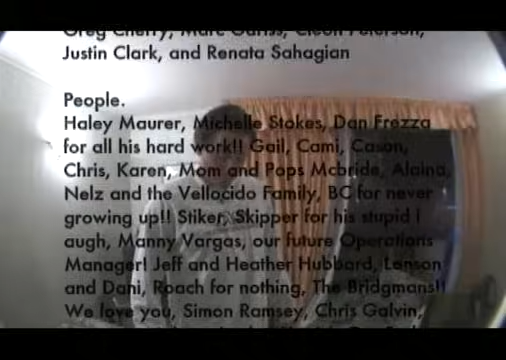 Greg Cherry, Marc
Justin Clark, and Renata Sahagian
People.
Haley Maurer, Michelle Stokes, Dan Frezza
for all his hard work!! Gail, Cami, Cason,
Chris, Karen, Mom and Pops Mcbride, Alaina,
Nelz and the Vellocido Family, BC for never
growing up!! Stiker, Skipper for his stupid l
augh, Manny Vargas, our future Operations
Manager! Jeff and Heather Hubbard, Lenson
and Dani, Roach for nothing, The Bridgmans!!
We love you, Simon Ramsey, Chris Galvin,